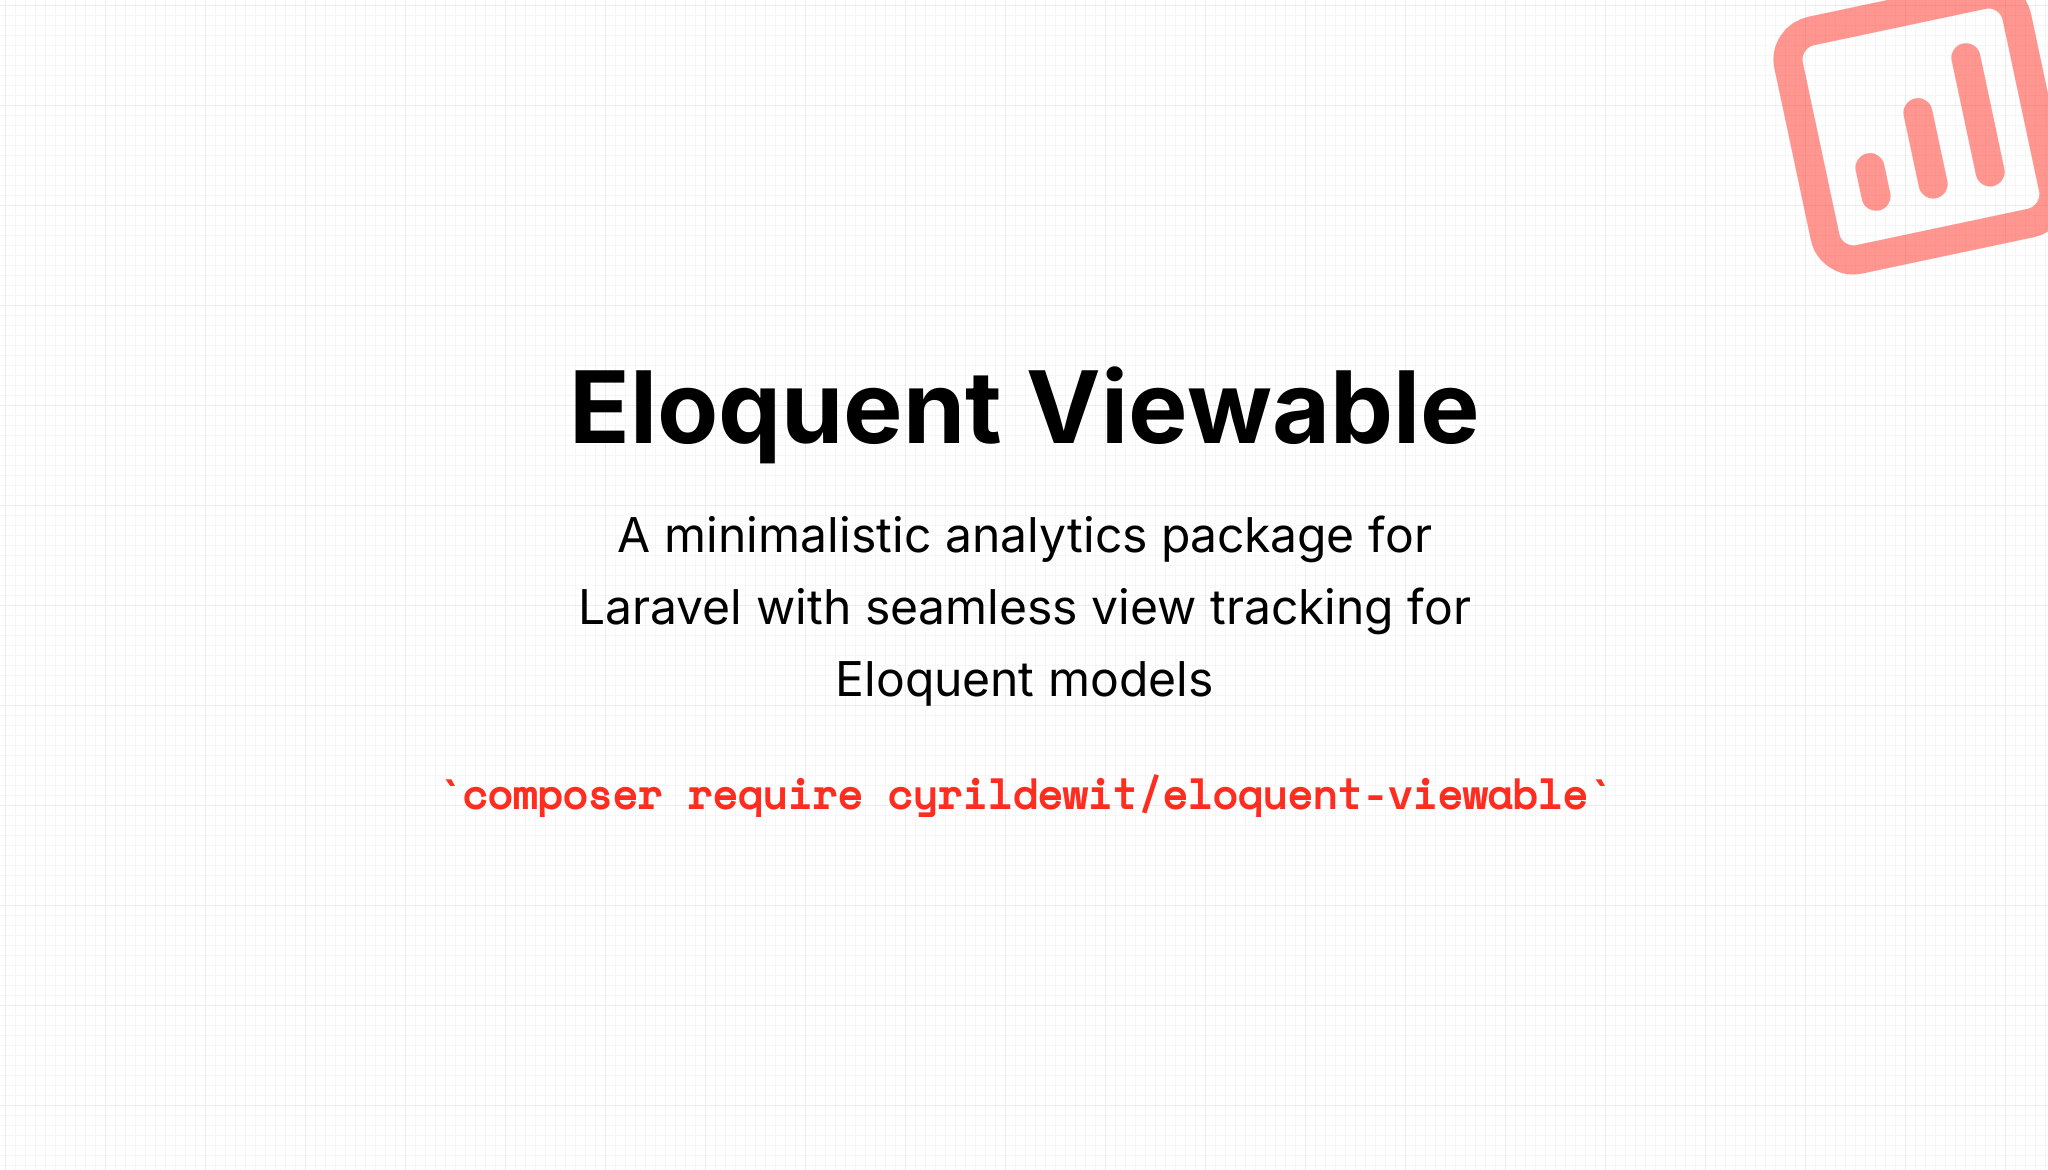 Eloquent Viewable
A minimalistic analytics package for
Laravel with seamless view tracking for
Eloquent models
`composer require cyrildewit/eloquent-viewable`